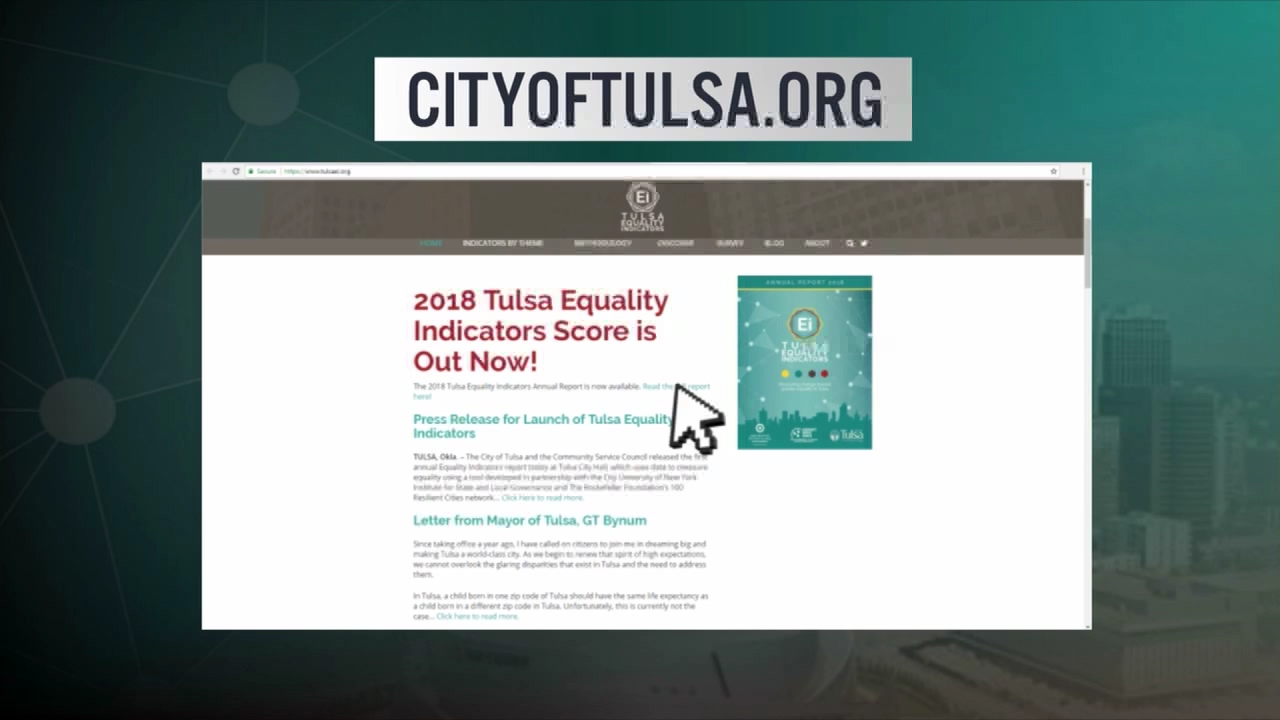 CITYOFTULSA.ORG
Secure https://www.tulsaei.org
Ei
TULSA
EQUALITY
INDICATORS
HOME INDICATORS BY THEME METHODOLOGY DISCOVER SURVEY BLOG ABOUT
2018 Tulsa Equality
Indicators Score is
Out Now!
The 2018 Tulsa Equality Indicators Annual Report is now available. Read the report
here!
Press Release for Launch of Tulsa Equality
Indicators
TULSA, Okla. – The City of Tulsa and the Community Service Council released the first
annual Equality Indicators report today at Tulsa City Hall, which uses data to measure
equality using a tool developed in partnership with the City University of New York
Institute for State and Local Governance and The Rockefeller Foundation's 100
Resilient Cities network... Click here to read more.
Letter from Mayor of Tulsa, GT Bynum
Since taking office a year ago, I have called on citizens to join me in dreaming big and
making Tulsa a world-class city. As we begin to renew that spirit of high expectations,
we cannot overlook the glaring disparities that exist in Tulsa and the need to address
them.
In Tulsa, a child born in one zip code of Tulsa should have the same life expectancy as
a child born in a different zip code in Tulsa. Unfortunately, this is currently not the
case... Click here to read more.
ANNUAL REPORT 2018
Ei
TULSA
EQUALITY
INDICATORS
Tulsa